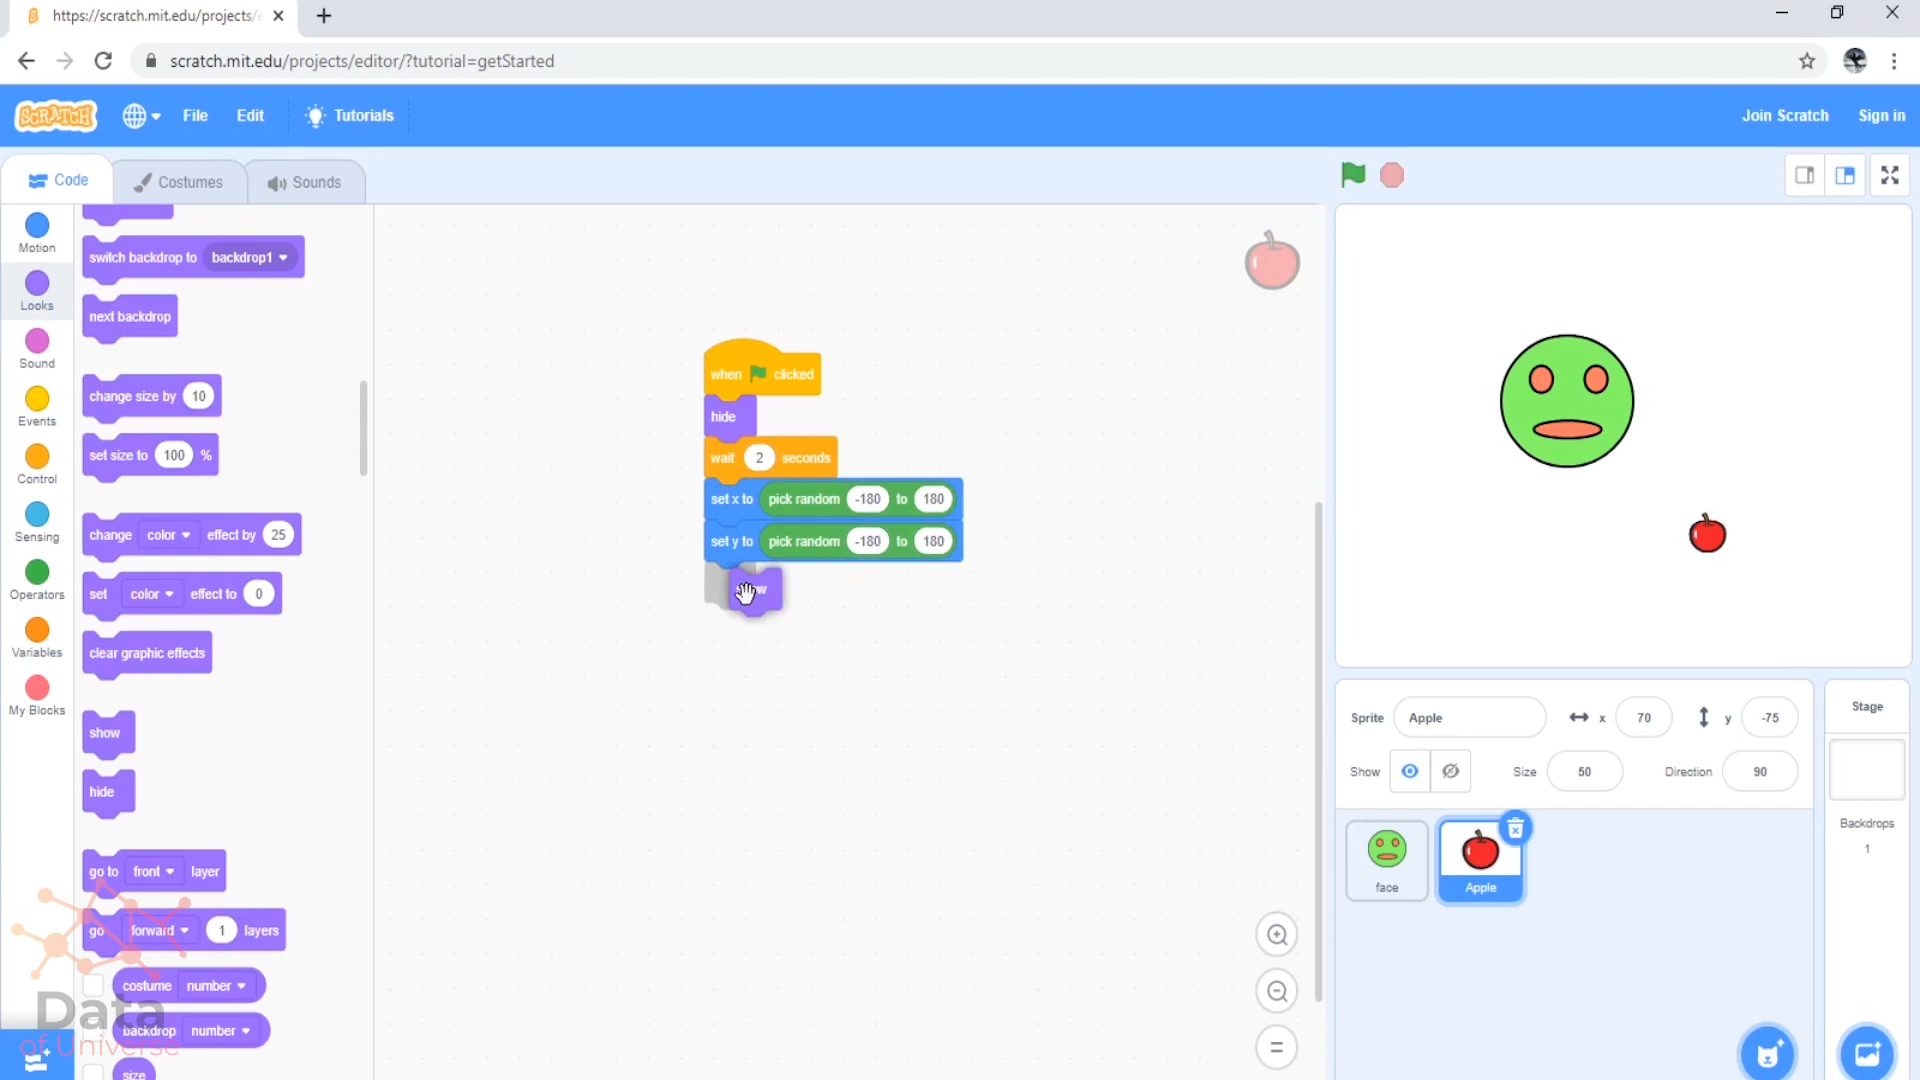 https://scratch.mit.edu/projects/e
scratch.mit.edu/projects/editor/?tutorial=getStarted
SCRATCH
File
Edit
Tutorials
Join Scratch
Sign in
Code
Costumes
Sounds
Motion
Looks
Sound
Events
Control
Sensing
Operators
Variables
My Blocks
switch backdrop to backdrop1
next backdrop
change size by 10
set size to 100 %
change color effect by 25
set color effect to 0
clear graphic effects
show
hide
go to front layer
go forward 1 layers
costume number
backdrop number
size
Data
of Universe
when clicked
hide
wait 2 seconds
set x to pick random -180 to 180
set y to pick random -180 to 180
Sprite Apple x 70 y -75
Show Size 50 Direction 90
face
Apple
Stage
Backdrops
1